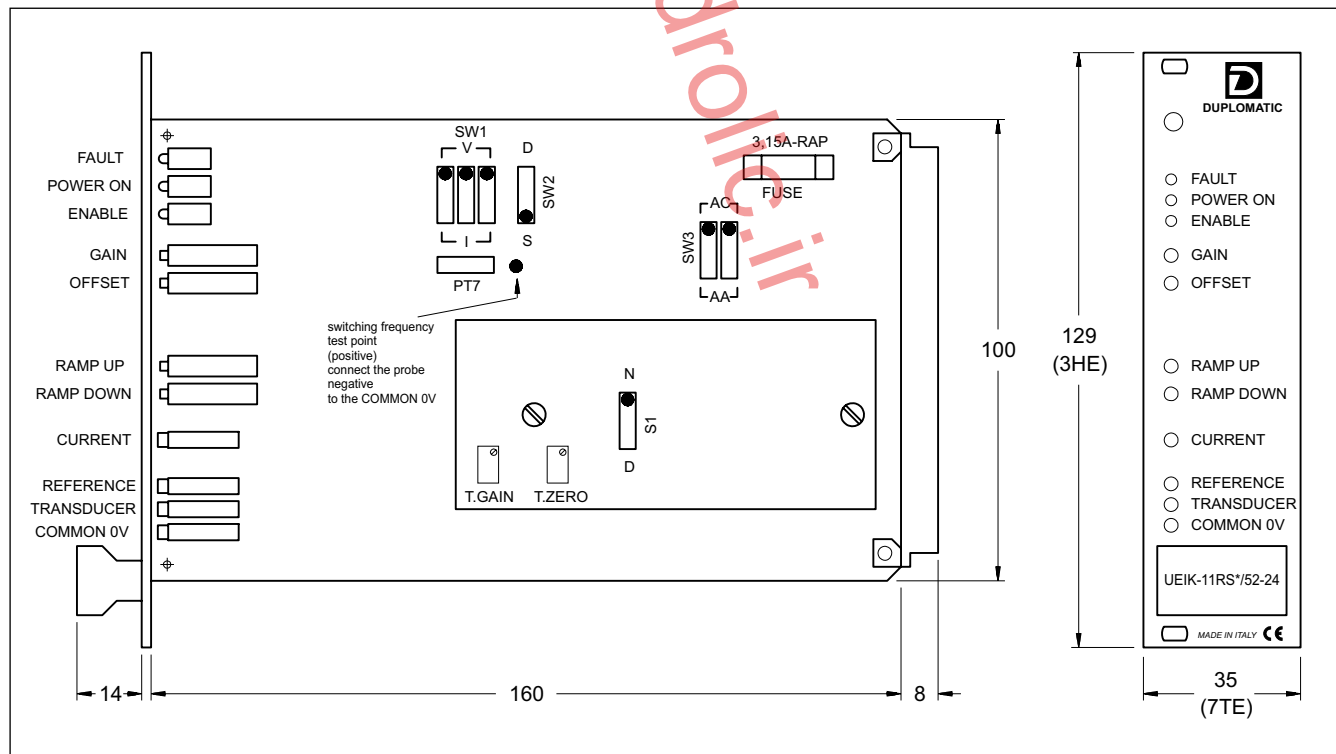 FAULT
POWER ON
ENABLE
GAIN
OFFSET
RAMP UP
RAMP DOWN
CURRENT
REFERENCE
TRANSDUCER
COMMON 0V
SW1
V
I
D
SW2
S
PT7
switching frequency
test point
(positive)
connect the probe
negative
to the COMMON 0V
3,15A-RAP
FUSE
AC
SW3
AA
N
S1
D
T.GAIN
T.ZERO
drolic.ir
100
14
160
8
129
(3HE)
D
DUPLOMATIC
FAULT
POWER ON
ENABLE
GAIN
OFFSET
RAMP UP
RAMP DOWN
CURRENT
REFERENCE
TRANSDUCER
COMMON 0V
UEIK-11RS*/52-24
MADE IN ITALY CE
35
(7TE)